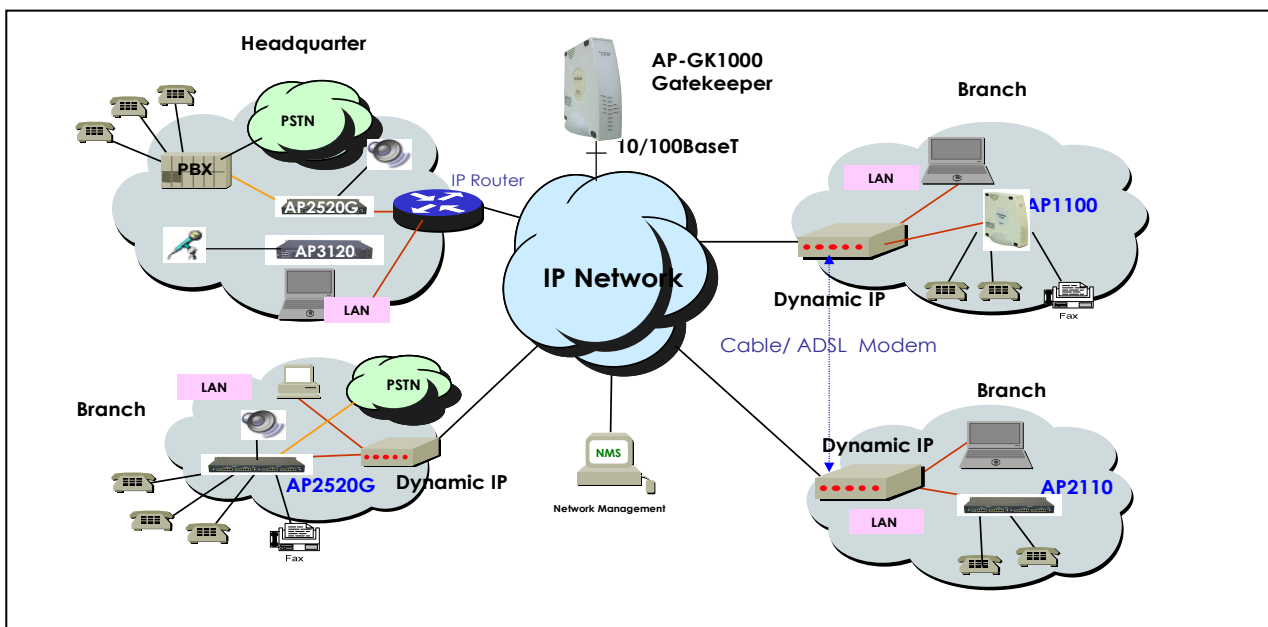 Headquarter
AP-GK1000
Gatekeeper
Branch
PSTN
10/100BaseT
PBX
IP Router
LAN
AP2520G
AP1100
AP3120
IP Network
LAN
Dynamic IP
Fax
Cable/ ADSL Modem
LAN
PSTN
Branch
Branch
Dynamic IP
NMS
AP2520G
Dynamic IP
AP2110
Network Management
LAN
Fax